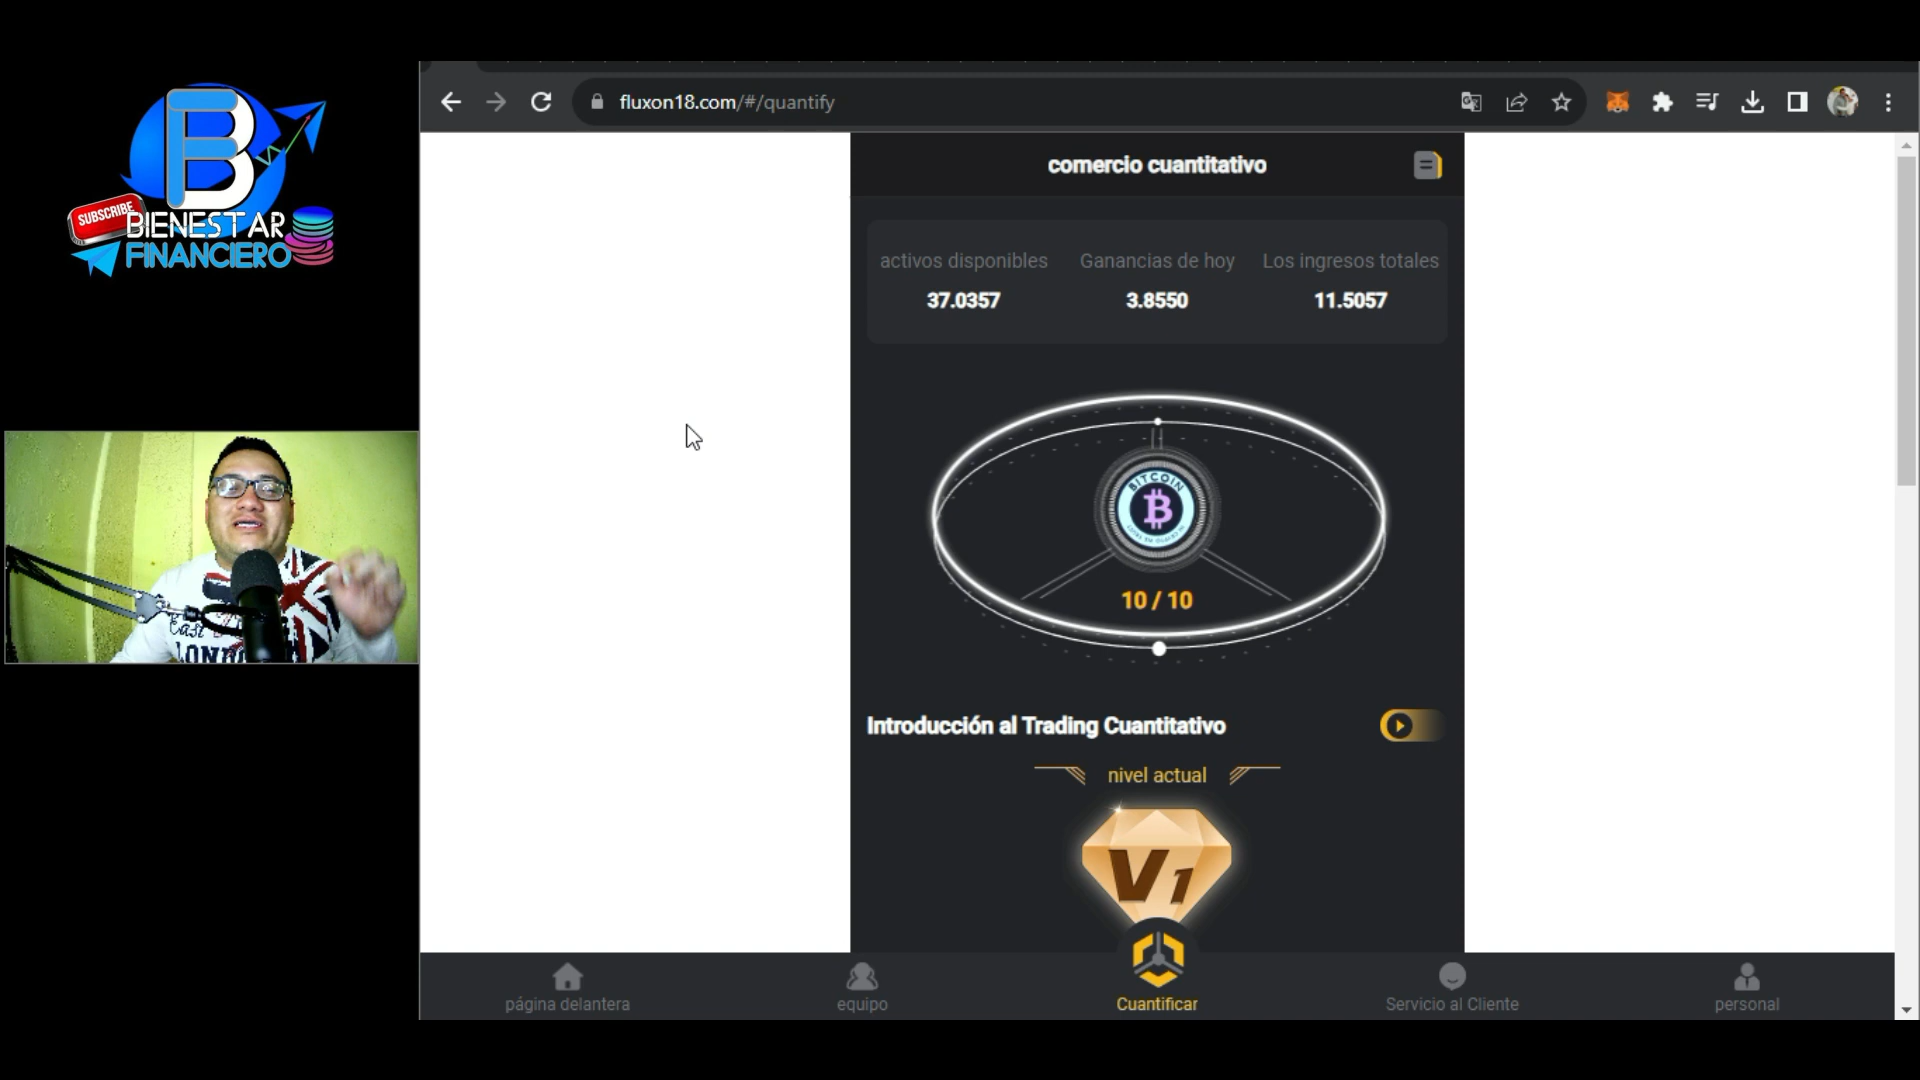 SUBSCRIBE
BIENESTAR
FINANCIERO
East
LOND
fluxon18.com/#/quantify
comercio cuantitativo
activos disponibles Ganancias de hoy Los ingresos totales
37.0357 3.8550 11.5057
BITCOIN
10 / 10
Introducción al Trading Cuantitativo
nivel actual
V1
página delantera equipo Cuantificar Servicio al Cliente personal